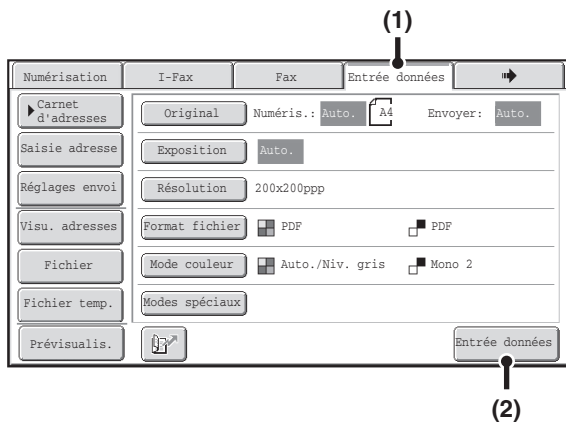 (1)
Numérisation I-Fax Fax Entrée données
Carnet d'adresses
Original Numéris.: Auto. A4 Envoyer: Auto.
Saisie adresse
Exposition Auto.
Réglages envoi
Résolution 200x200ppp
Visu. adresses
Format fichier PDF PDF
Fichier
Mode couleur Auto./Niv. gris Mono 2
Fichier temp.
Modes spéciaux
Prévisualis.
Entrée données
(2)